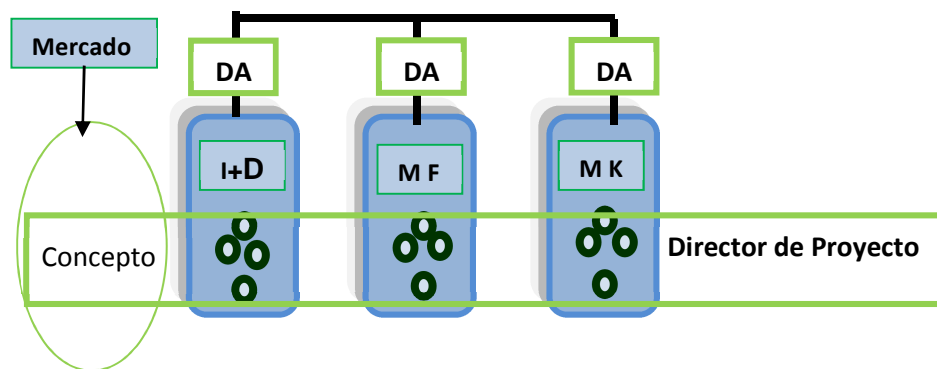 Mercado
DA DA DA
I+D M F M K
Concepto Director de Proyecto